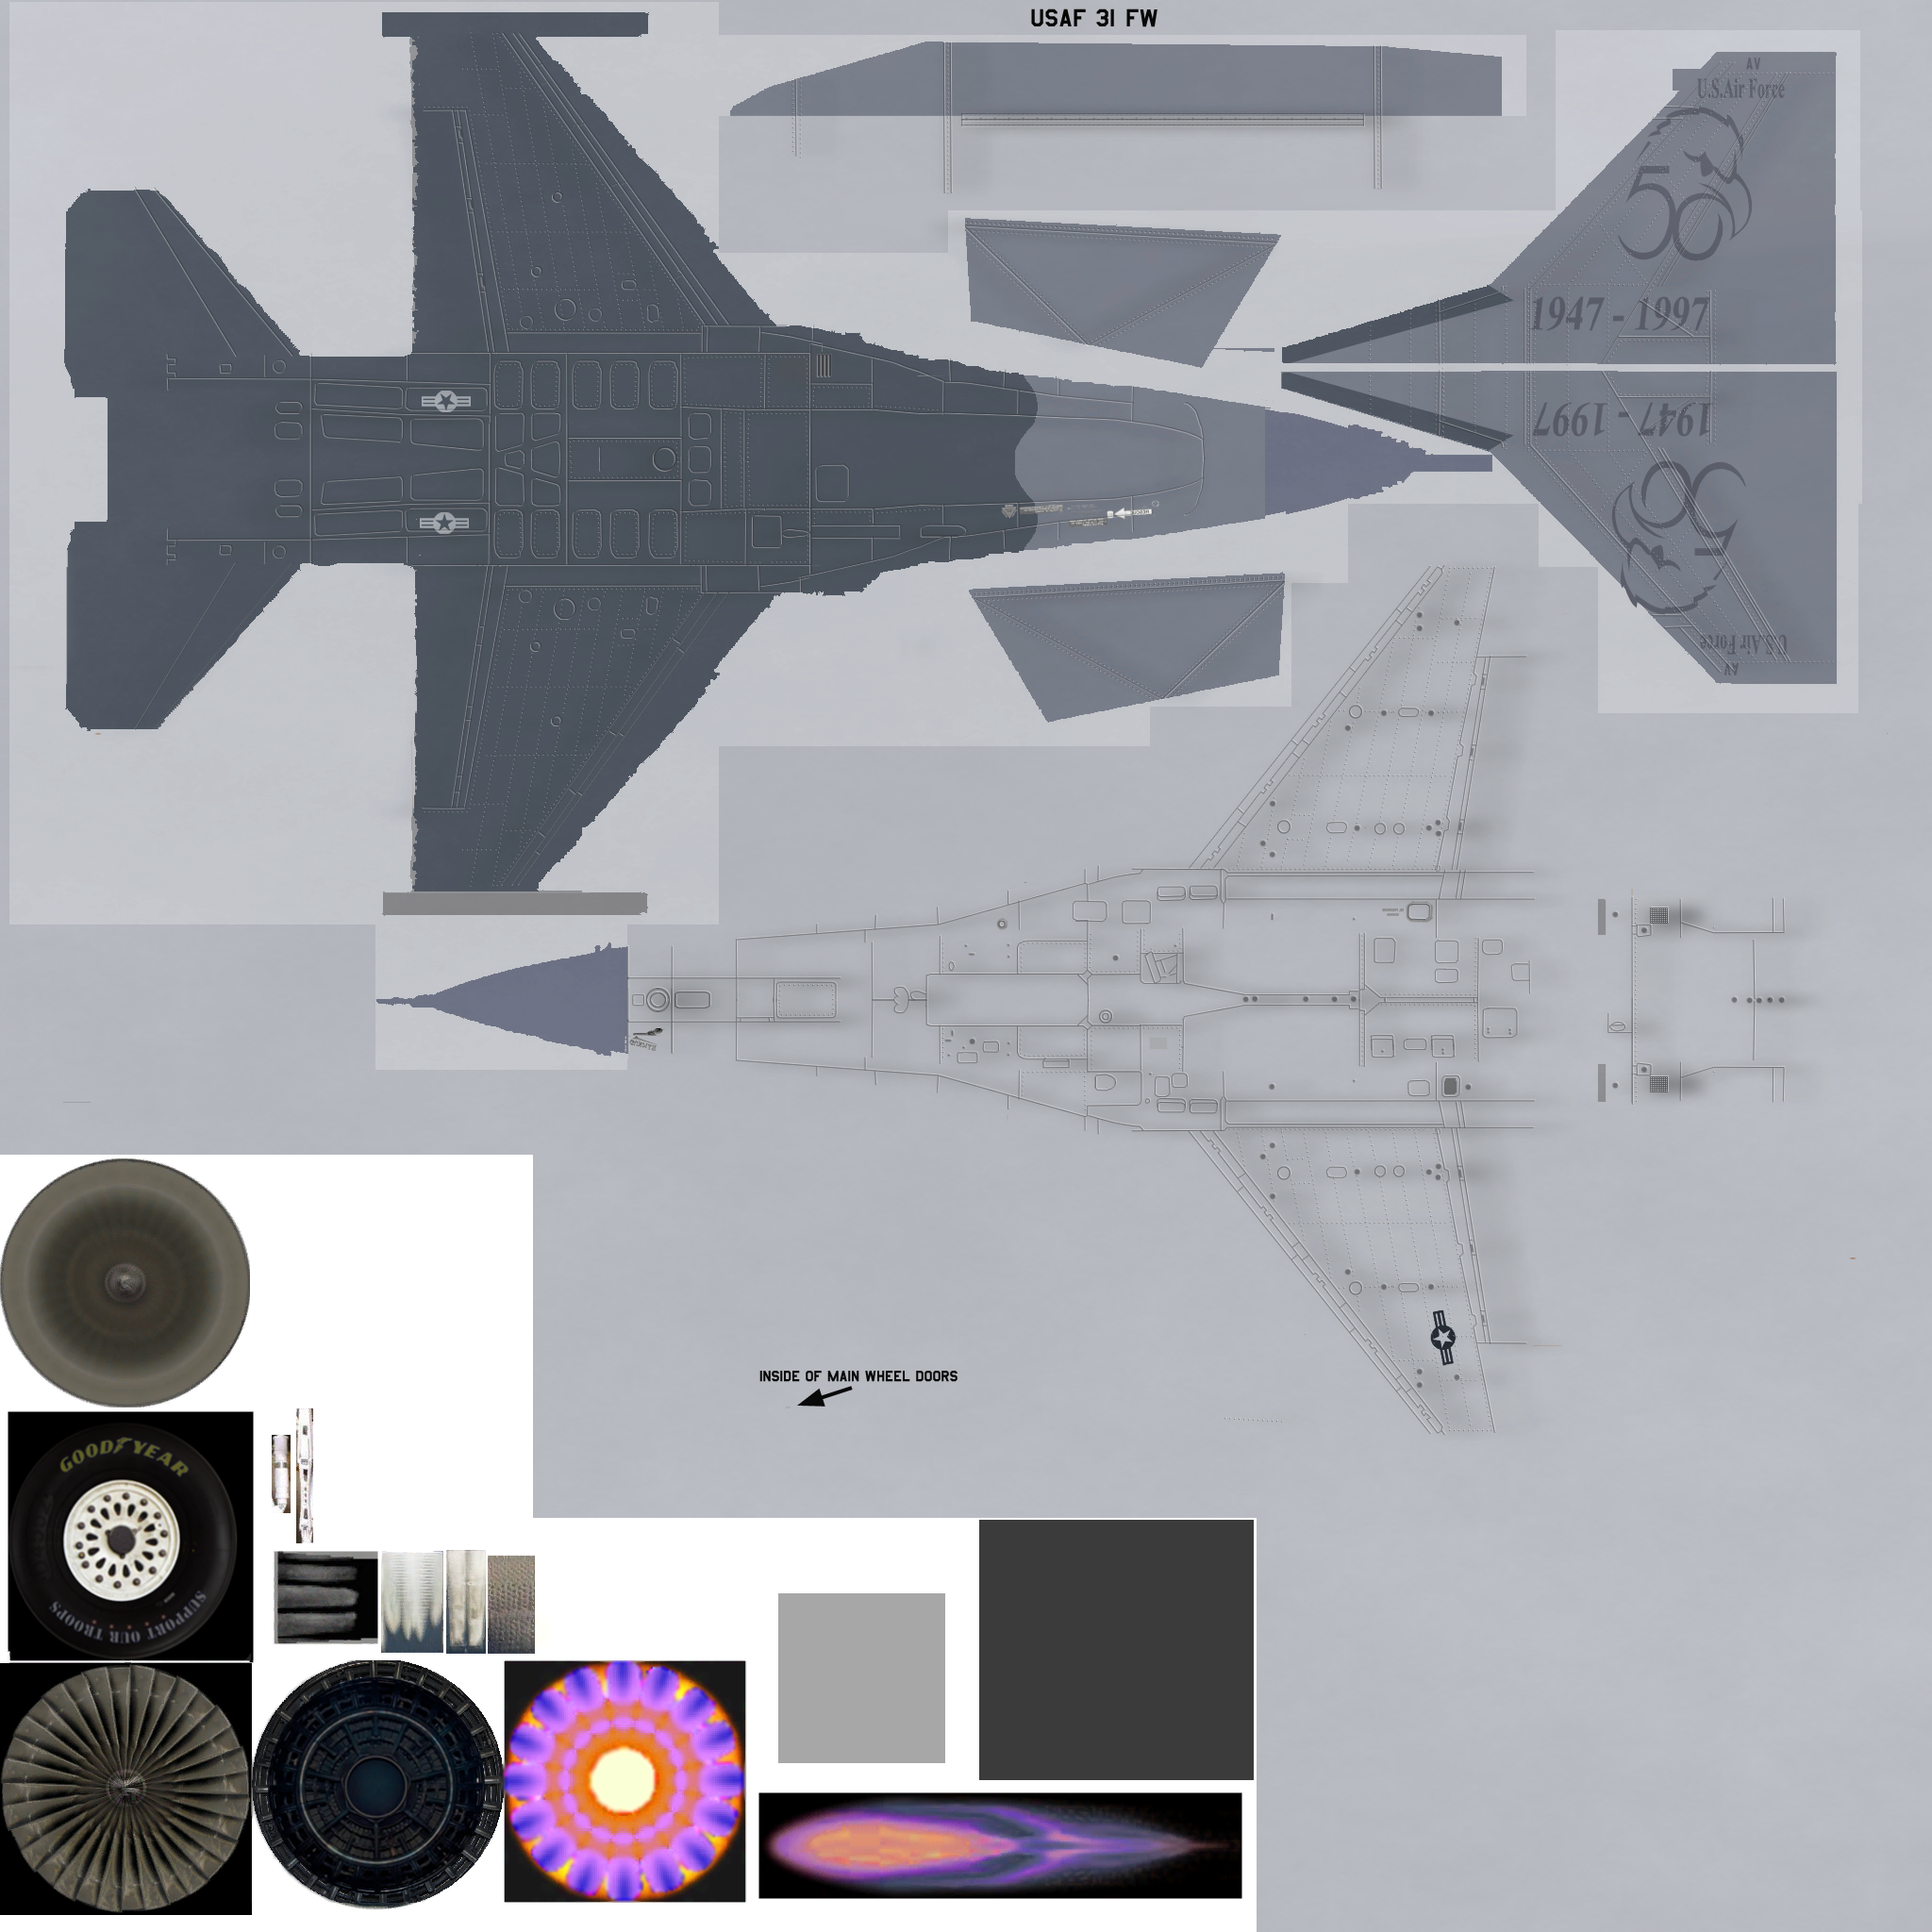 USAF 31 FW
AV
U.S.Air Force
50
1947 - 1997
1947 - 1997
50
U.S.Air Force
AV
INSIDE OF MAIN WHEEL DOORS
GOODYEAR
SUPPORT OUR TROOPS